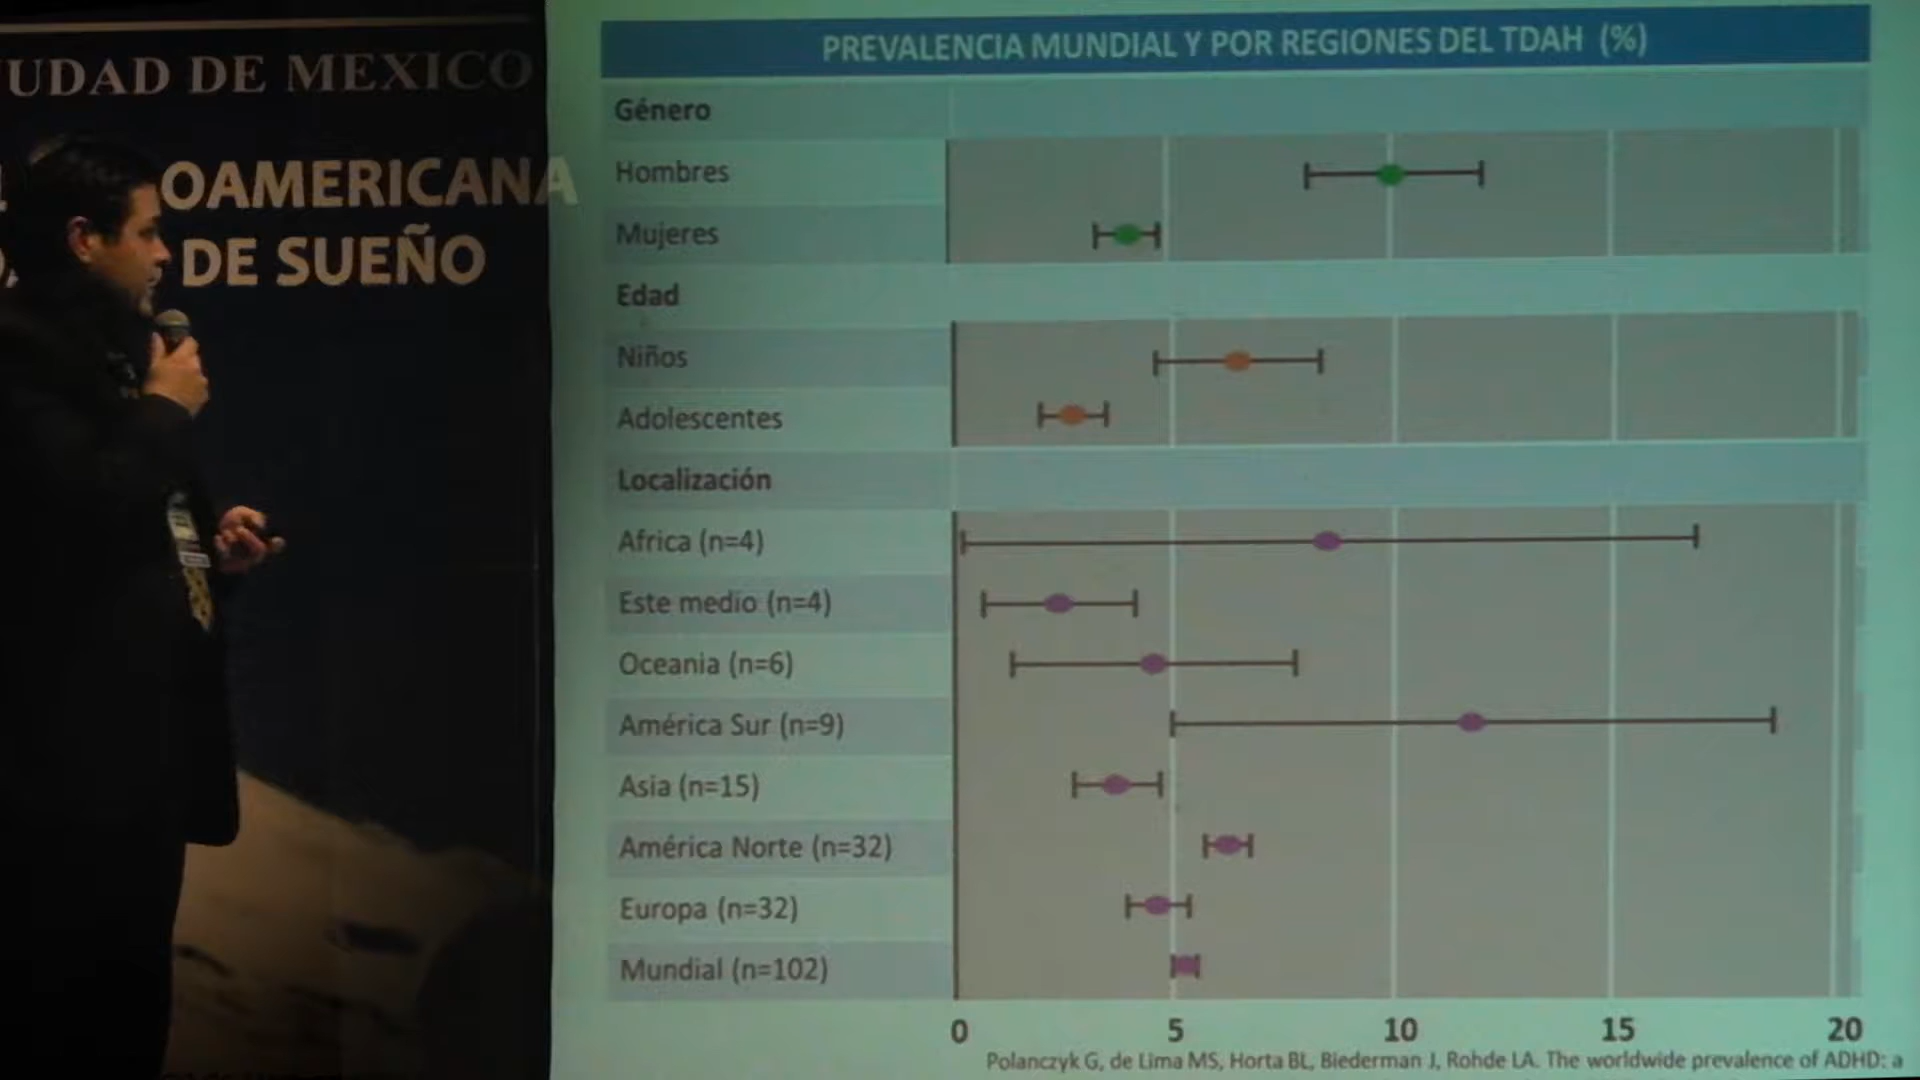 UDAD DE MEXICO
OAMERICANA
DE SUEÑO
PREVALENCIA MUNDIAL Y POR REGIONES DEL TDAH (%)
Género
Hombres
Mujeres
Edad
Niños
Adolescentes
Localización
Africa (n=4)
Este medio (n=4)
Oceania (n=6)
América Sur (n=9)
Asia (n=15)
América Norte (n=32)
Europa (n=32)
Mundial (n=102)
0 5 10 15 20
Polanczyk G, de Lima MS, Horta BL, Biederman J, Rohde LA. The worldwide prevalence of ADHD: a